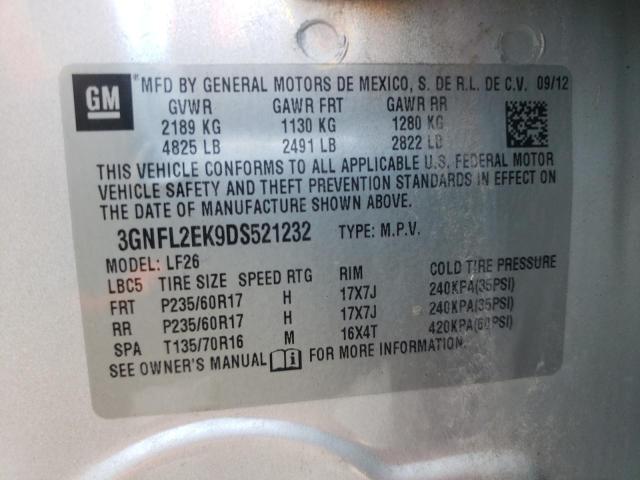 GM
*MFD BY GENERAL MOTORS DE MEXICO, S. DE R.L. DE C.V. 09/12
GVWR GAWR FRT GAWR RR
2189 KG 1130 KG 1280 KG
4825 LB 2491 LB 2822 LB
THIS VEHICLE CONFORMS TO ALL APPLICABLE U.S. FEDERAL MOTOR
VEHICLE SAFETY AND THEFT PREVENTION STANDARDS IN EFFECT ON
THE DATE OF MANUFACTURE SHOWN ABOVE.
3GNFL2EK9DS521232 TYPE: M.P.V.
MODEL: LF26
LBC5 TIRE SIZE SPEED RTG RIM COLD TIRE PRESSURE
FRT P235/60R17 H 17X7J 240KPA(35PSI)
RR P235/60R17 H 17X7J 240KPA(35PSI)
SPA T135/70R16 M 16X4T 420KPA(60PSI)
SEE OWNER'S MANUAL FOR MORE INFORMATION.